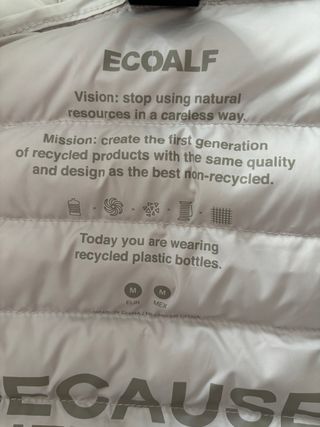 ECOALF
Vision: stop using natural
resources in a careless way.
Mission: create the first generation
of recycled products with the same quality
and design as the best non-recycled.
Today you are wearing
recycled plastic bottles.
M M
EUR MEX
BECAUSE